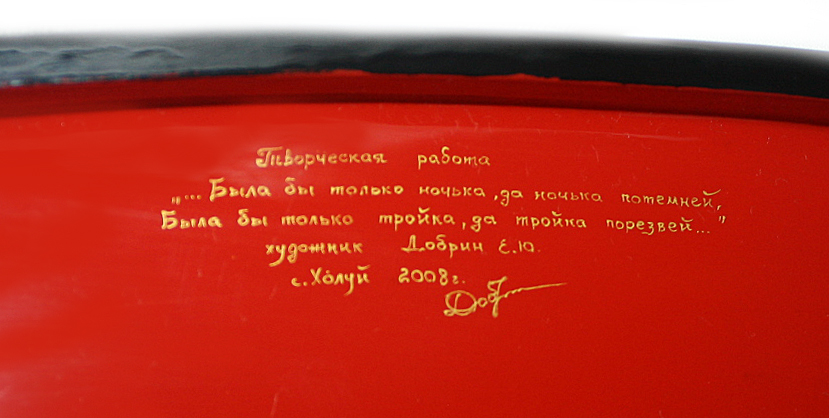 Творческая работа
„... Была бы только ночька, да ночька потемней,
Была бы только тройка, да тройка порезвей..."
художник Добрин Е.Ю.
с. Холуй 2008г.